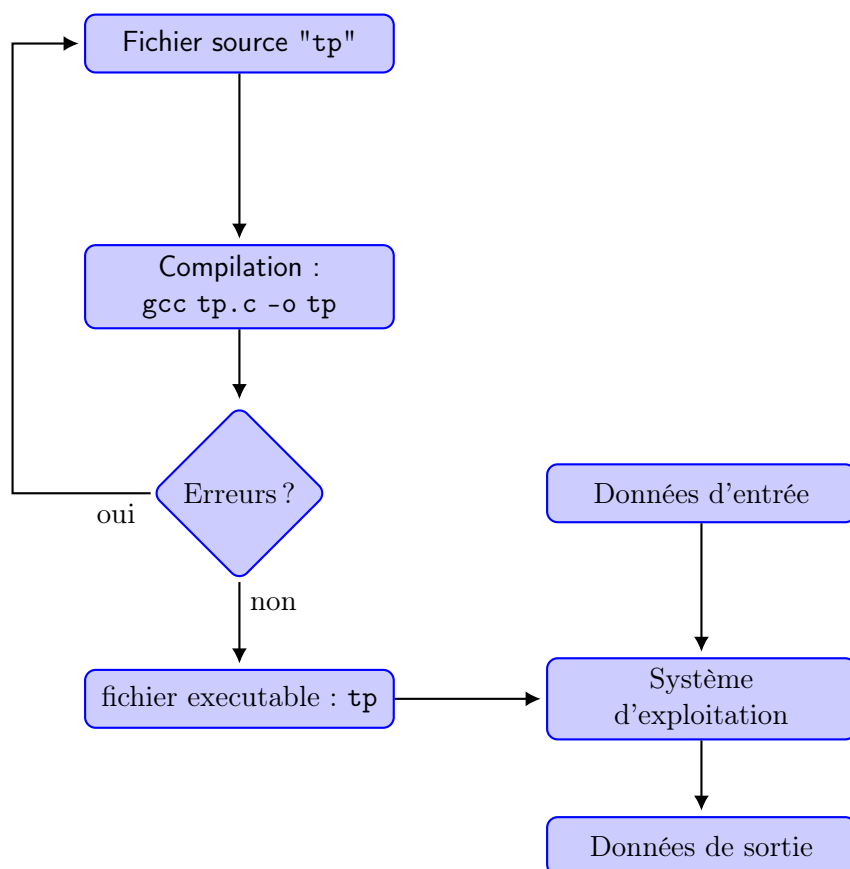 Fichier source "tp"
Compilation :
gcc tp.c -o tp
Erreurs ?
oui
non
fichier executable : tp
Données d'entrée
Système
d'exploitation
Données de sortie